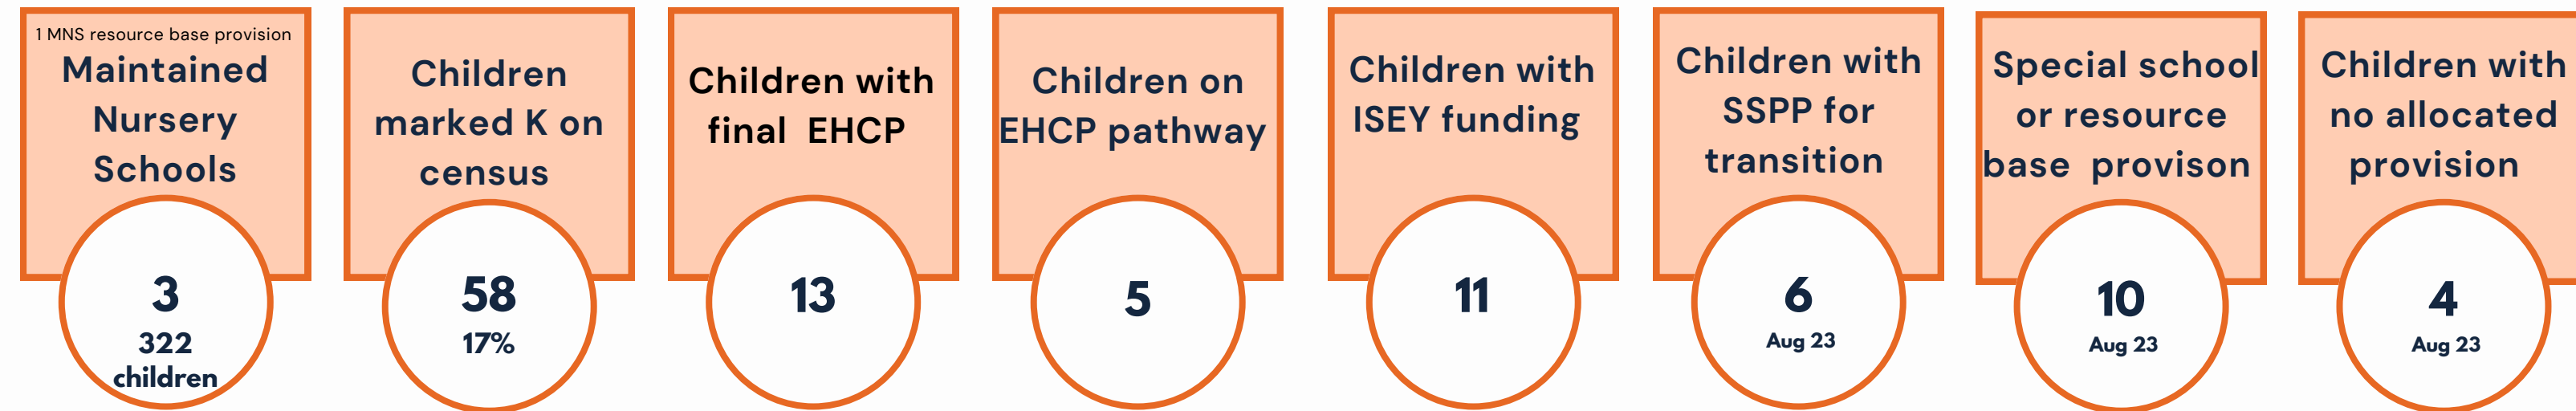 1 MNS resource base provision
Maintained
Nursery
Schools
3
322
children
Children
marked K on
census
58
17%
Children with
final EHCP
13
Children on
EHCP pathway
5
Children with
ISEY funding
11
Children with
SSPP for
transition
6
Aug 23
Special school
or resource
base provison
10
Aug 23
Children with
no allocated
provision
4
Aug 23